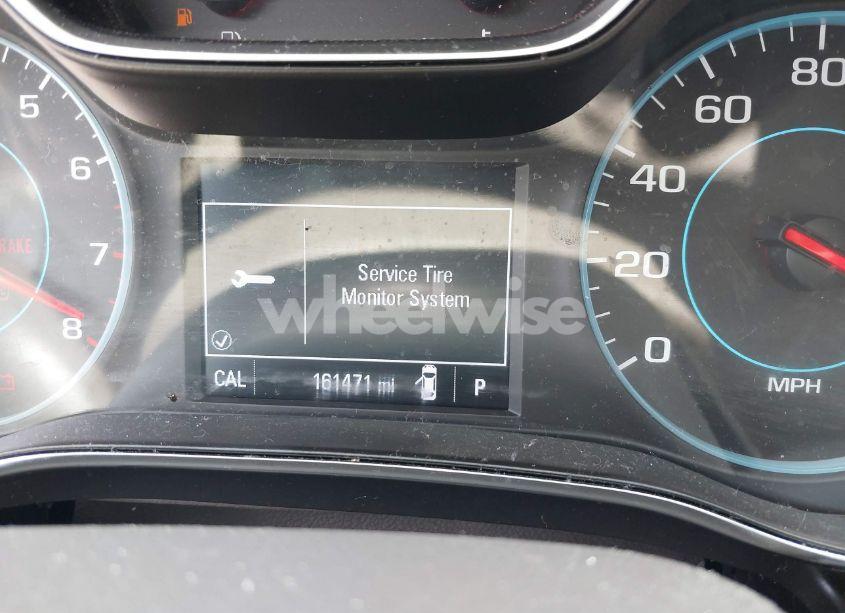 80
5
60
6
40
RAKE
7
Service Tire
Monitor System
20
wheelwise
8
0
CAL
161471 mi
P
MPH